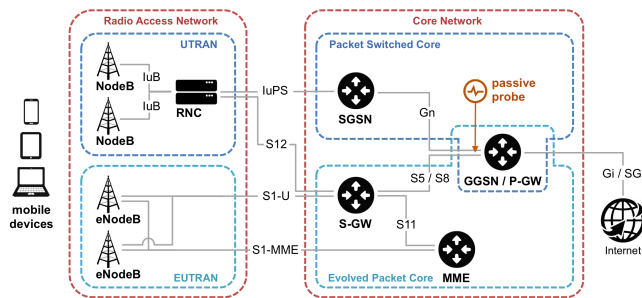 Radio Access Network
Core Network
UTRAN
Packet Switched Core
IuB
NodeB
IuB
NodeB
RNC
IuPS
SGSN
Gn
passive
probe
S12
GGSN / P-GW
Gi / SGi
S5 / S8
S1-U
S-GW
S11
mobile
devices
eNodeB
eNodeB
S1-MME
MME
Internet
EUTRAN
Evolved Packet Core